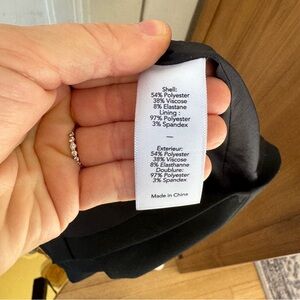 Shell:
54% Polyester
38% Viscose
8% Elastane
Lining :
97% Polyester
3% Spandex
—
Exterieur:
54% Polyester
38% Viscose
8% Elasthanne
Doublure:
97% Polyester
3% Spandex
Made in China